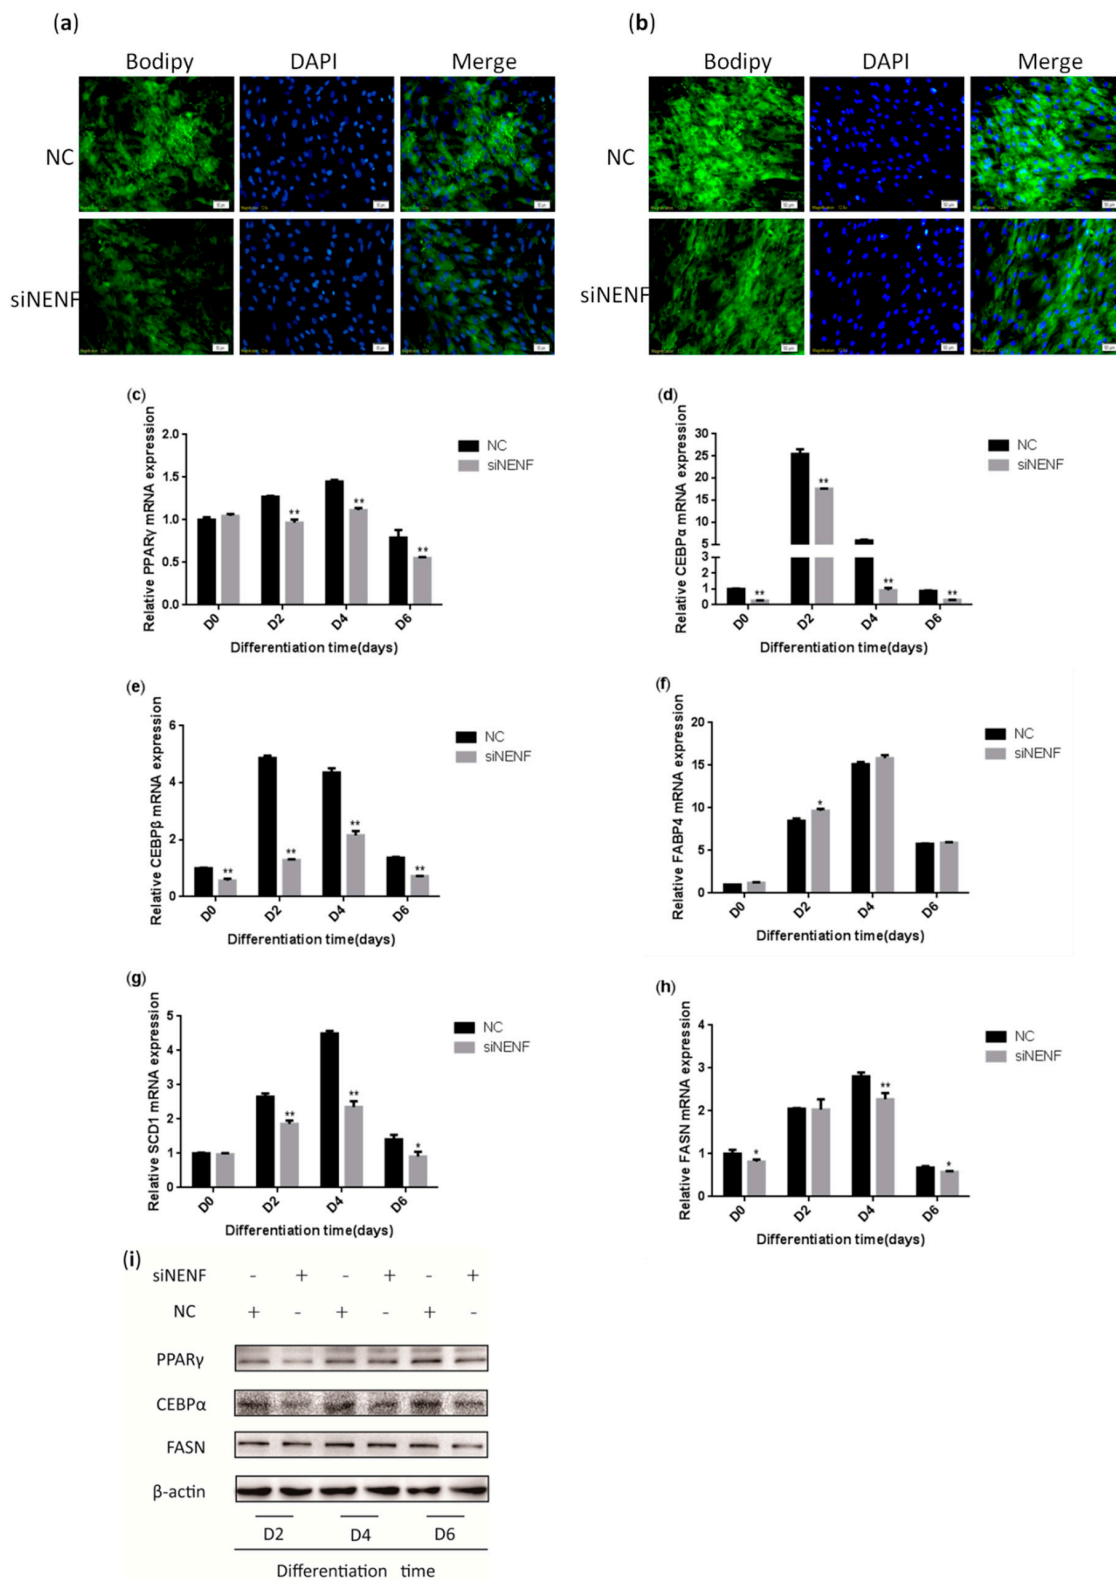 (a)
(b)
Bodipy DAPI Merge
Bodipy DAPI Merge
NC
NC
siNENF
siNENF
(c)
Relative PPARγ mRNA expression
2.0
1.5
1.0
0.5
0.0
NC
siNENF
**
**
**
D0 D2 D4 D6
Differentiation time(days)
(d)
Relative CEBPα mRNA expression
30
25
20
15
10
5
3
2
1
0
NC
siNENF
**
**
**
**
D0 D2 D4 D6
Differentiation time(days)
(e)
Relative CEBPβ mRNA expression
6
4
2
0
NC
siNENF
**
**
**
**
D0 D2 D4 D6
Differentiation time(days)
(f)
Relative FABP4 mRNA expression
20
15
10
5
0
NC
siNENF
*
D0 D2 D4 D6
Differentiation time(days)
(g)
Relative SCD1 mRNA expression
5
4
3
2
1
0
NC
siNENF
**
**
*
D0 D2 D4 D6
Differentiation time(days)
(h)
Relative FASN mRNA expression
4
3
2
1
0
NC
siNENF
*
**
*
D0 D2 D4 D6
Differentiation time(days)
(i)
siNENF - + - + - +
NC + - + - + -
PPARγ
CEBPα
FASN
β-actin
D2 D4 D6
Differentiation time